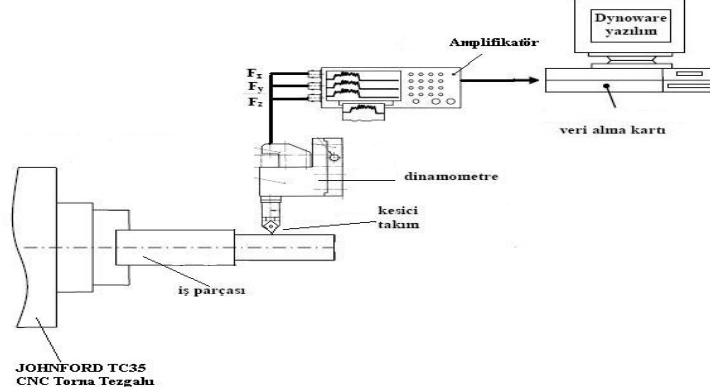 Dynoware
yazılım
Amplifikatör
Fx
Fy
Fz
veri alma kartı
dinamometre
kesici
takım
iş parçası
JOHNFORD TC35
CNC Torna Tezgahı